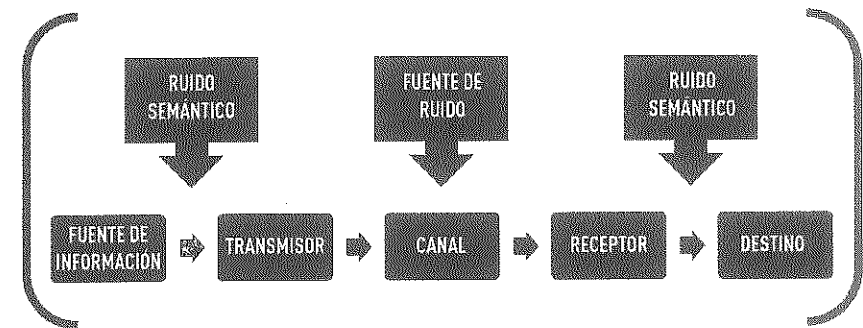 RUIDO
SEMÁNTICO
FUENTE DE
RUIDO
RUIDO
SEMÁNTICO
FUENTE DE
INFORMACIÓN
TRANSMISOR
CANAL
RECEPTOR
DESTINO